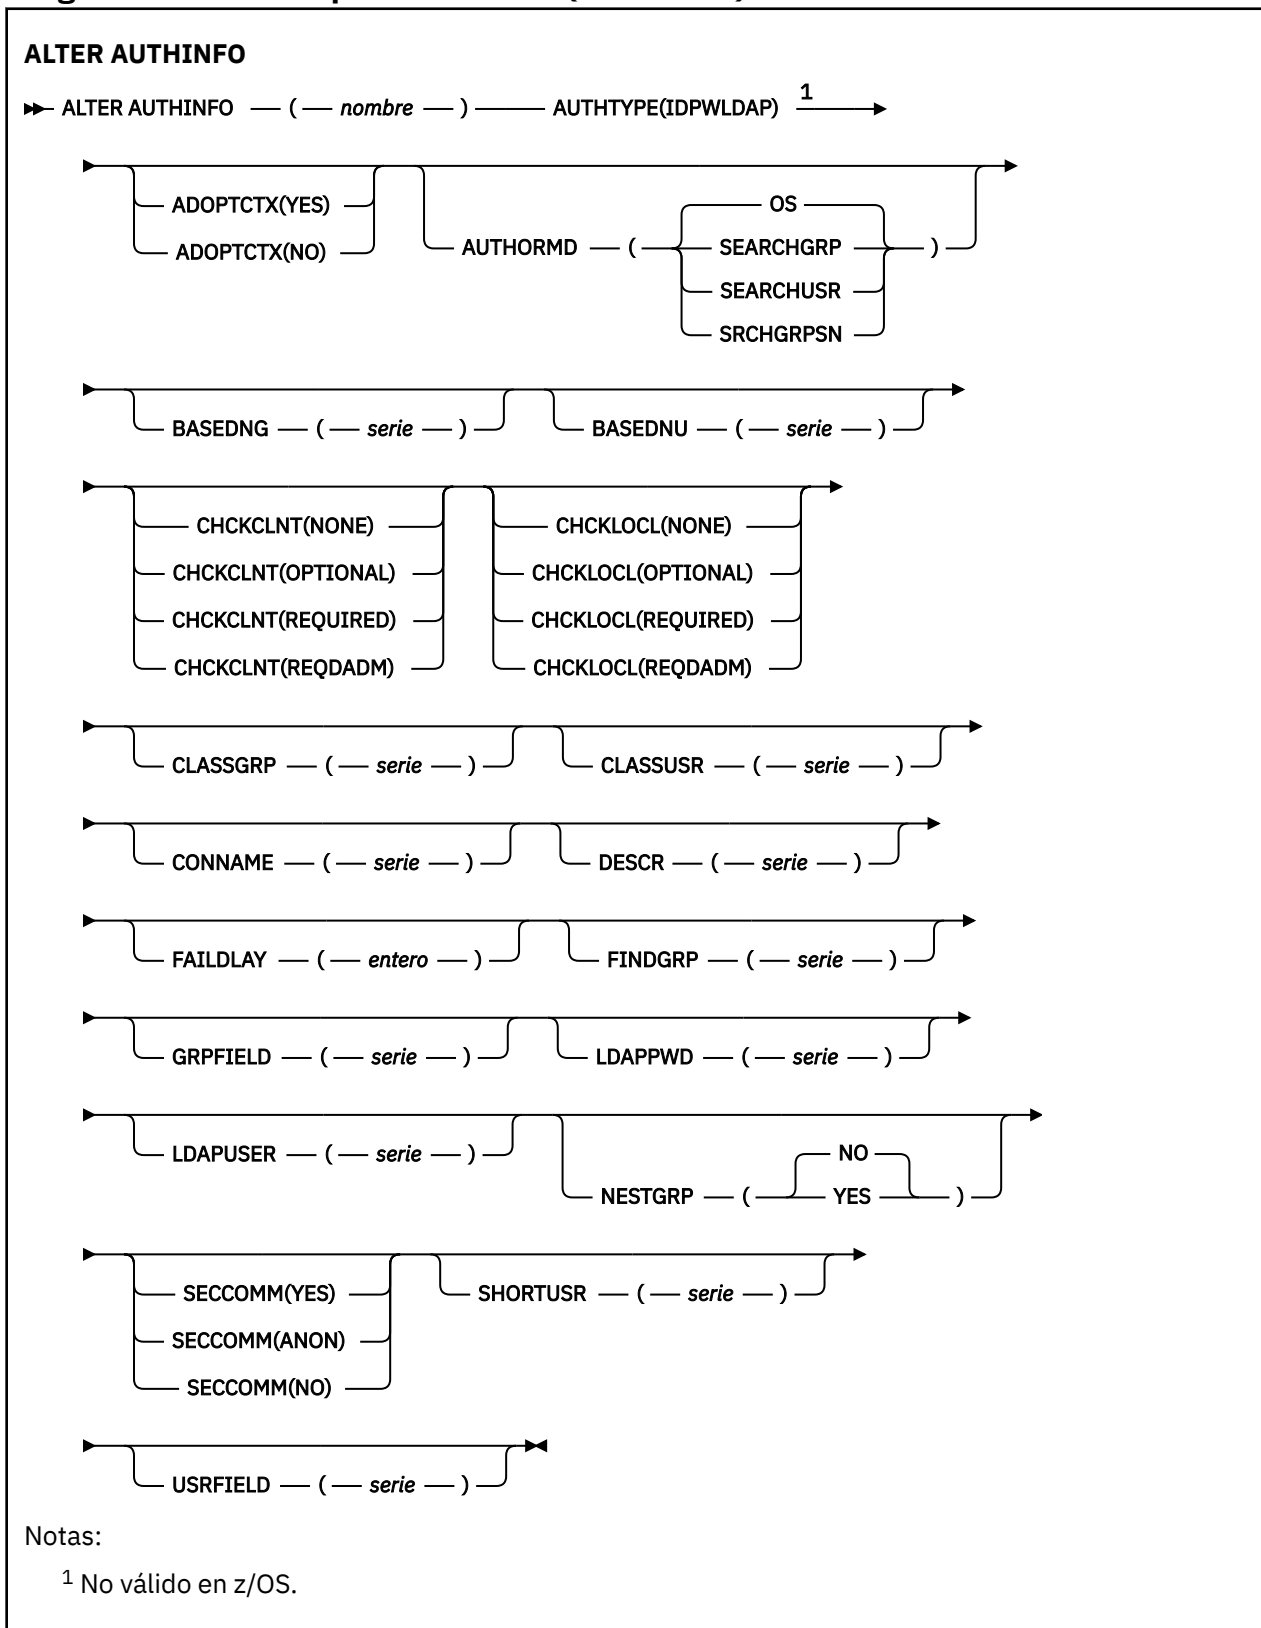 ALTER AUTHINFO
ALTER AUTHINFO ( nombre ) AUTHTYPE(IDPWLDAP) 1
ADOPTCTX(YES)
ADOPTCTX(NO)
AUTHORMD ( OS
SEARCHGRP )
SEARCHUSR
SRCHGRPSN
BASEDNG ( serie ) BASEDNU ( serie )
CHCKCLNT(NONE) CHCKLOCL(NONE)
CHCKCLNT(OPTIONAL) CHCKLOCL(OPTIONAL)
CHCKCLNT(REQUIRED) CHCKLOCL(REQUIRED)
CHCKCLNT(REQDADM) CHCKLOCL(REQDADM)
CLASSGRP ( serie ) CLASSUSR ( serie )
CONNAME ( serie ) DESCR ( serie )
FAILDLAY ( entero ) FINDGRP ( serie )
GRPFIELD ( serie ) LDAPPWD ( serie )
LDAPUSER ( serie ) NO
NESTGRP ( YES )
SECCOMM(YES) SHORTUSR ( serie )
SECCOMM(ANON)
SECCOMM(NO)
USRFIELD ( serie )
Notas:
1 No válido en z/OS.